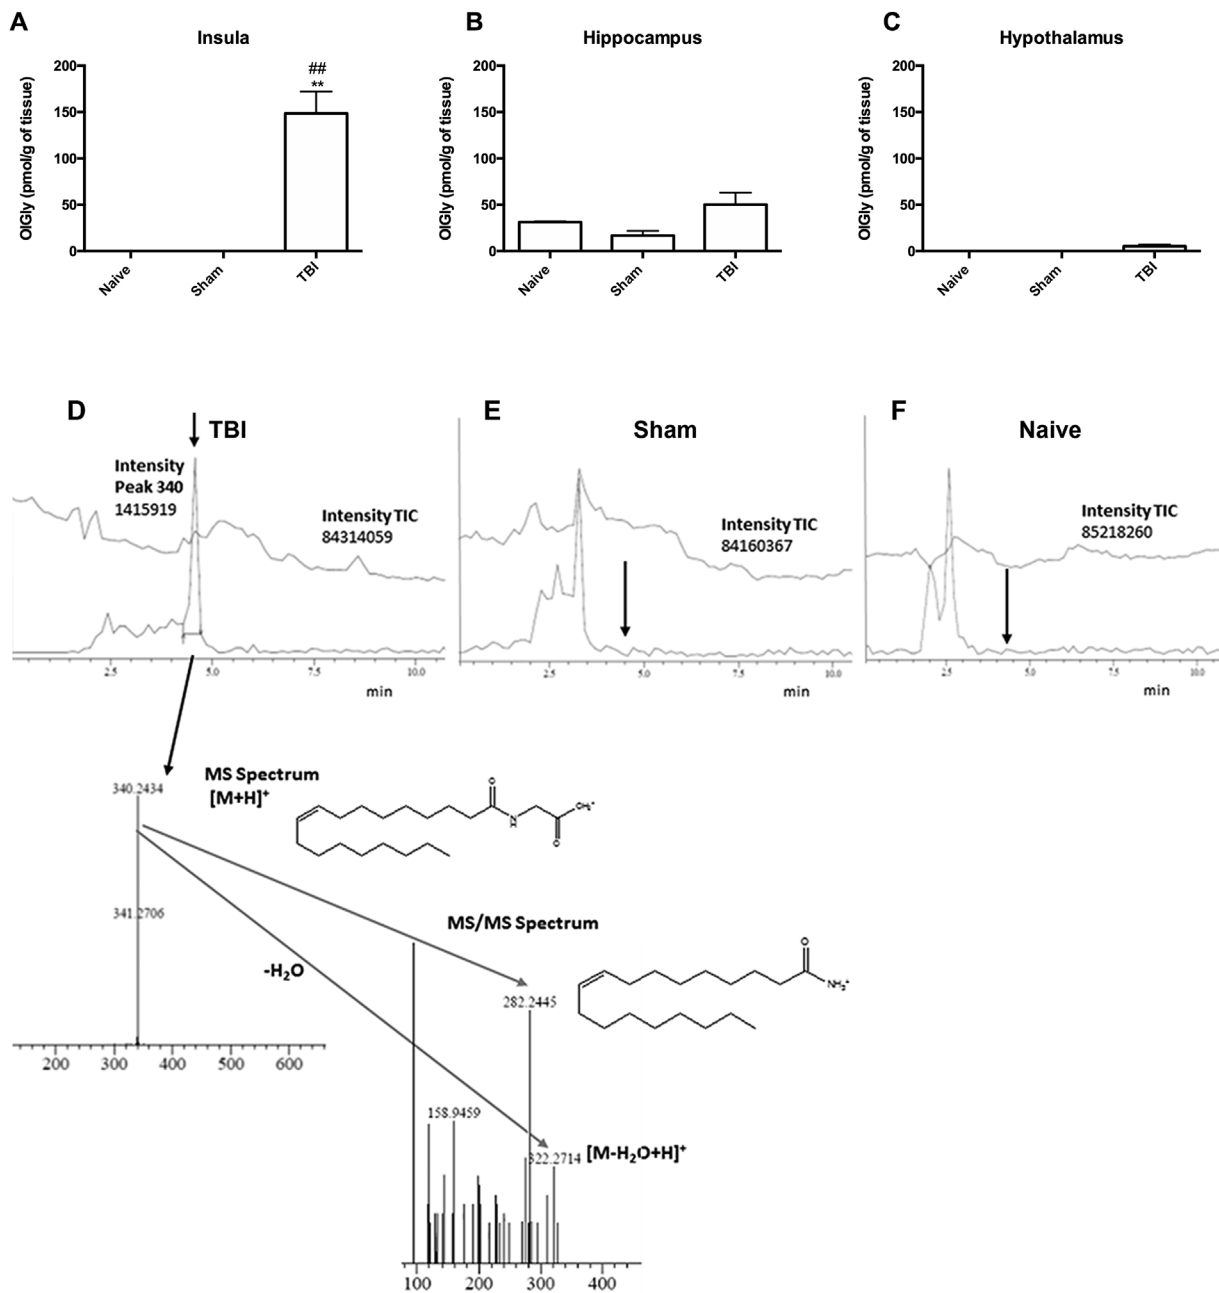 A
Insula
OlGly (pmol/g of tissue)
200
150
100
50
0
##
**
Naive
Sham
TBI
B
Hippocampus
OlGly (pmol/g of tissue)
200
150
100
50
0
Naive
Sham
TBI
C
Hypothalamus
OlGly (pmol/g of tissue)
200
150
100
50
0
Naive
Sham
TBI
D
TBI
Intensity
Peak 340
1415919
Intensity TIC
84314059
2.5
5.0
7.5
10.0
min
E
Sham
Intensity TIC
84160367
2.5
5.0
7.5
10.0
min
F
Naive
Intensity TIC
85218260
2.5
5.0
7.5
10.0
min
340.2434
MS Spectrum
[M+H]+
O
N
H
O
OH2+
341.2706
-H2O
200
300
400
500
600
MS/MS Spectrum
282.2445
O
NH3+
158.9459
322.2714
[M-H2O+H]+
100
200
300
400